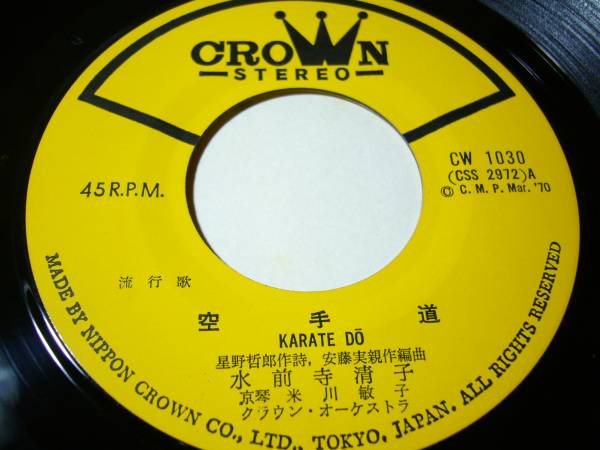 CROWN
STEREO
CW 1030
(CSS 2972)A
© C. M. P. Mar. '70
45 R.P.M.
流行歌
空手道
KARATE DŌ
星野哲郎作詩, 安藤実親作編曲
水前寺清子
京琴 米川敏子
クラウン・オーケストラ
MADE BY NIPPON CROWN CO., LTD., TOKYO, JAPAN. ALL RIGHTS RESERVED